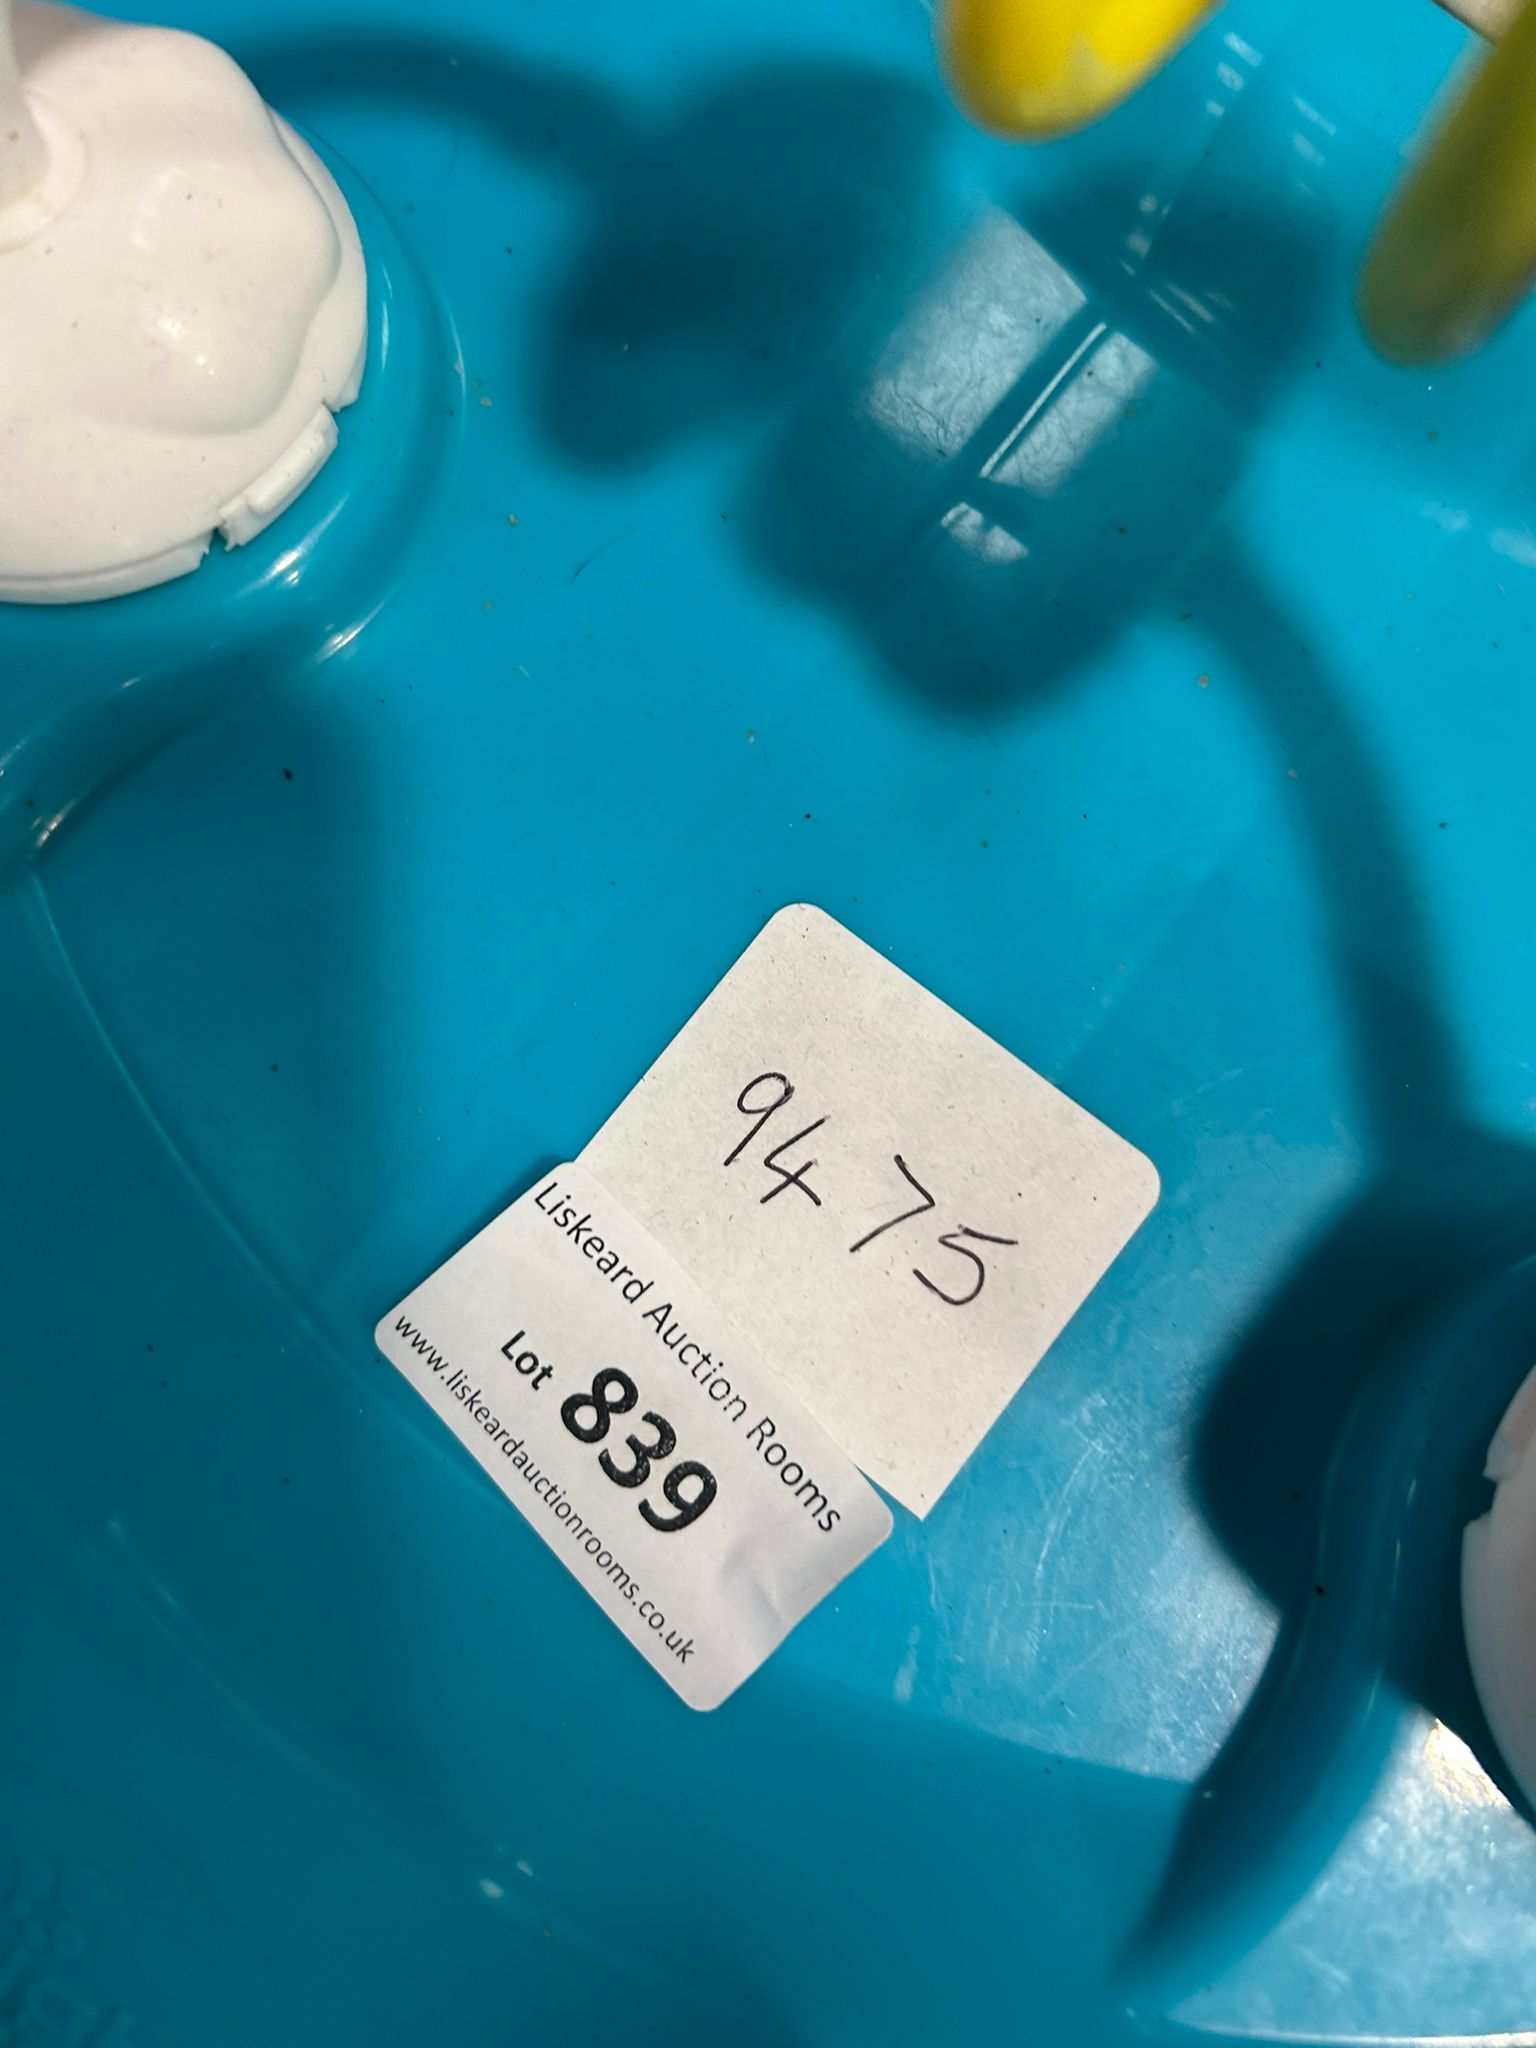 9475
Liskeard Auction Rooms
Lot 839
www.liskeardauctionrooms.co.uk